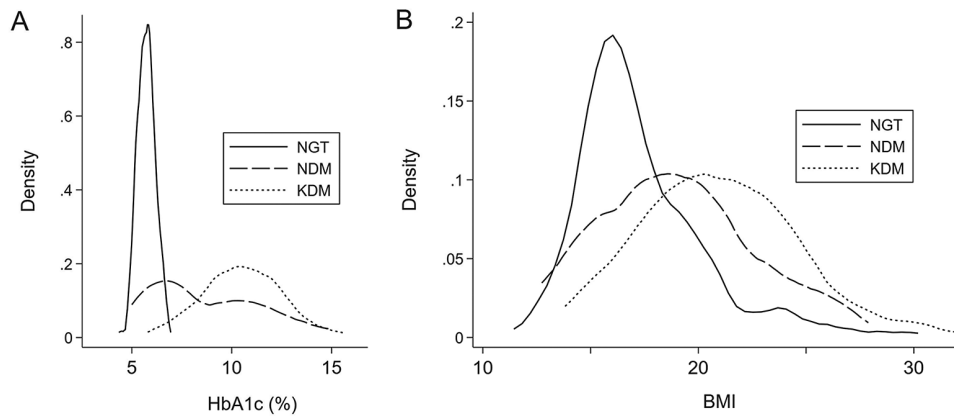 A
Density
.8
.6
.4
.2
0
5
10
15
HbA1c (%)
NGT
NDM
KDM
B
Density
.2
.15
.1
.05
0
10
20
30
BMI
NGT
NDM
KDM